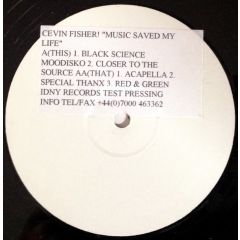 CEVIN FISHER! "MUSIC SAVED MY
LIFE"
A(THIS) 1. BLACK SCIENCE
MOODISKO 2. CLOSER TO THE
SOURCE AA(THAT) 1. ACAPELLA 2.
SPECIAL THANX 3. RED & GREEN
IDNY RECORDS TEST PRESSING
INFO TEL/FAX +44(0)7000 463362